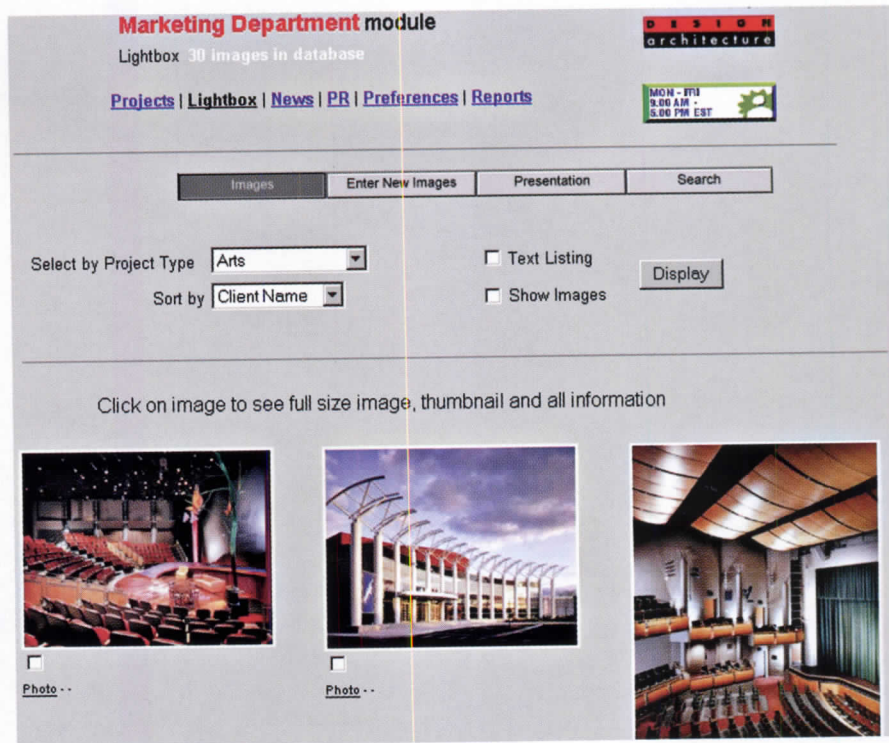 Marketing Department module
DESIGN
architecture
Lightbox 30 images in database
Projects | Lightbox | News | PR | Preferences | Reports
MON - FRI
9.00 AM -
5.00 PM EST
Images
Enter New Images
Presentation
Search
Select by Project Type Arts
Text Listing
Display
Sort by Client Name
Show Images
Click on image to see full size image, thumbnail and all information
Photo - -
Photo - -